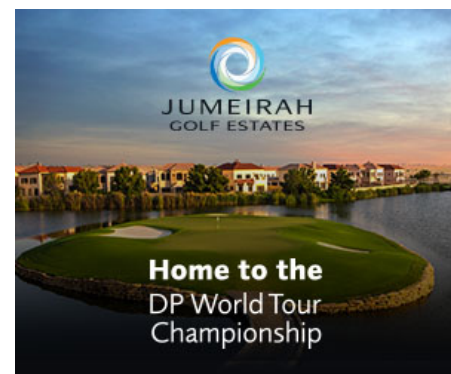 JUMEIRAH
GOLF ESTATES
Home to the
DP World Tour
Championship